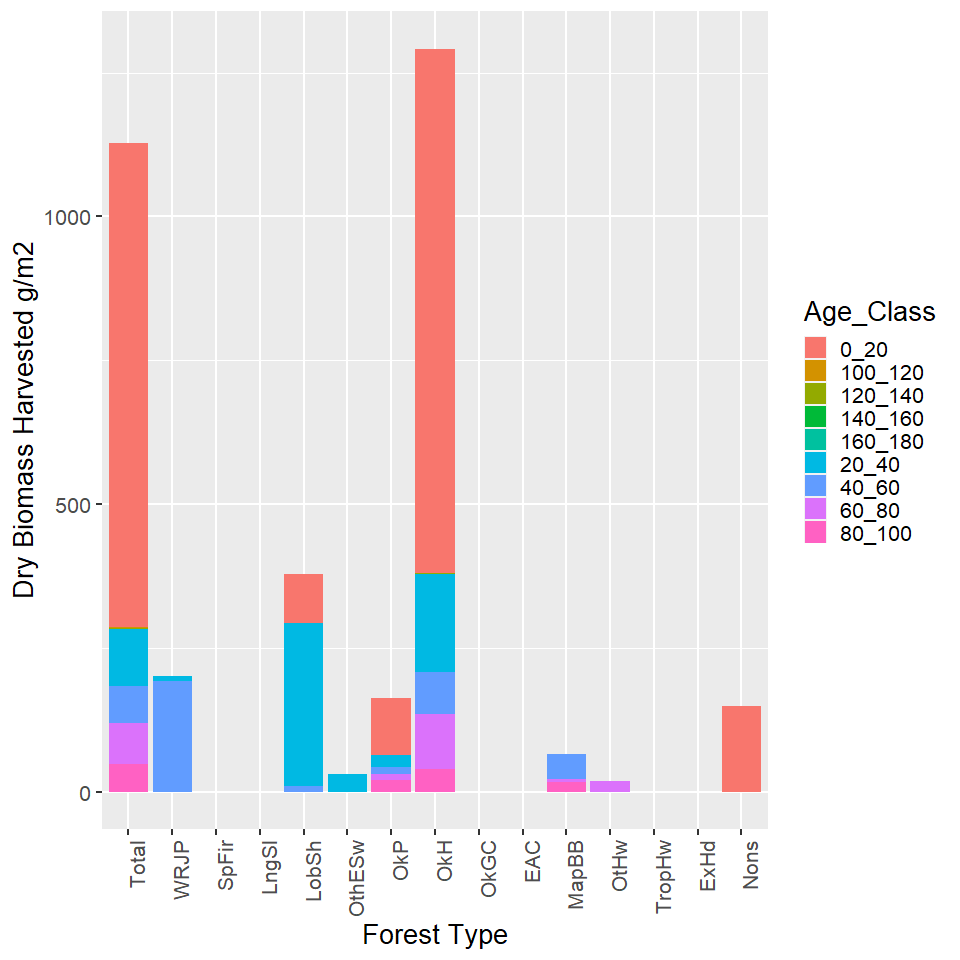 Dry Biomass Harvested g/m2
1000
500
0
Total
WRJP
SpFir
LngSl
LobSh
OthESw
OkP
OkH
OkGC
EAC
MapBB
OtHw
TropHw
ExHd
Nons
Forest Type
Age_Class
0_20
100_120
120_140
140_160
160_180
20_40
40_60
60_80
80_100